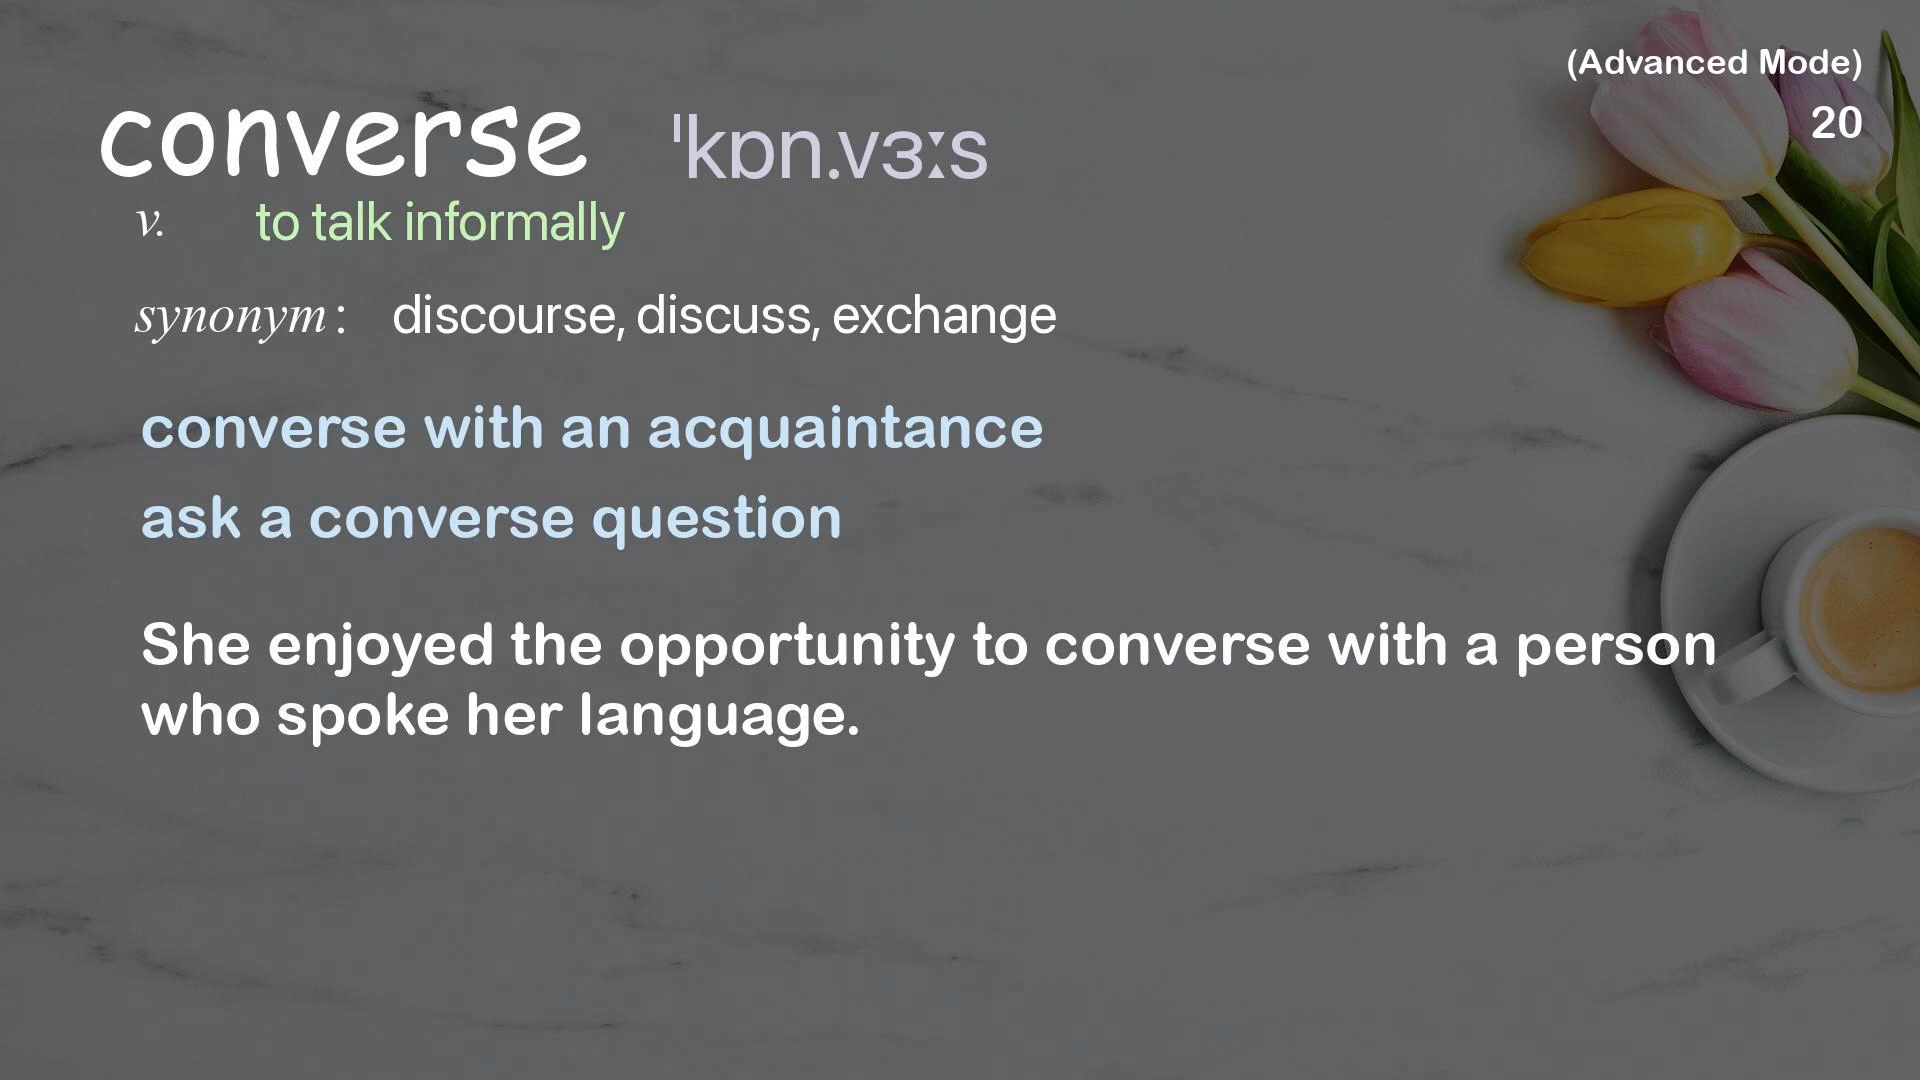 (Advanced Mode)
20
converse ˈkɒn.vɜːs
v. to talk informally
synonym : discourse, discuss, exchange
converse with an acquaintance
ask a converse question
She enjoyed the opportunity to converse with a person
who spoke her language.